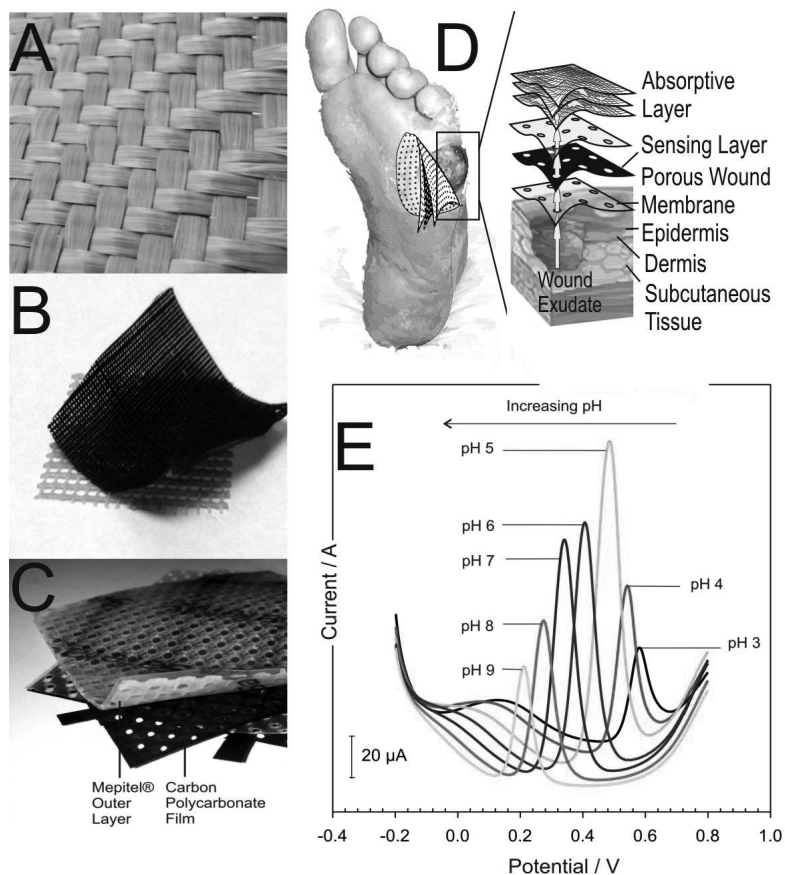 A
B
C
Mepitel® Carbon
Outer Polycarbonate
Layer Film
D
Absorptive
Layer
Sensing Layer
Porous Wound
Membrane
Epidermis
Dermis
Subcutaneous
Tissue
Wound
Exudate
E
Increasing pH
pH 5
pH 6
pH 7
pH 4
pH 8
pH 3
pH 9
Current / A
20 µA
-0.4 -0.2 0.0 0.2 0.4 0.6 0.8 1.0
Potential / V